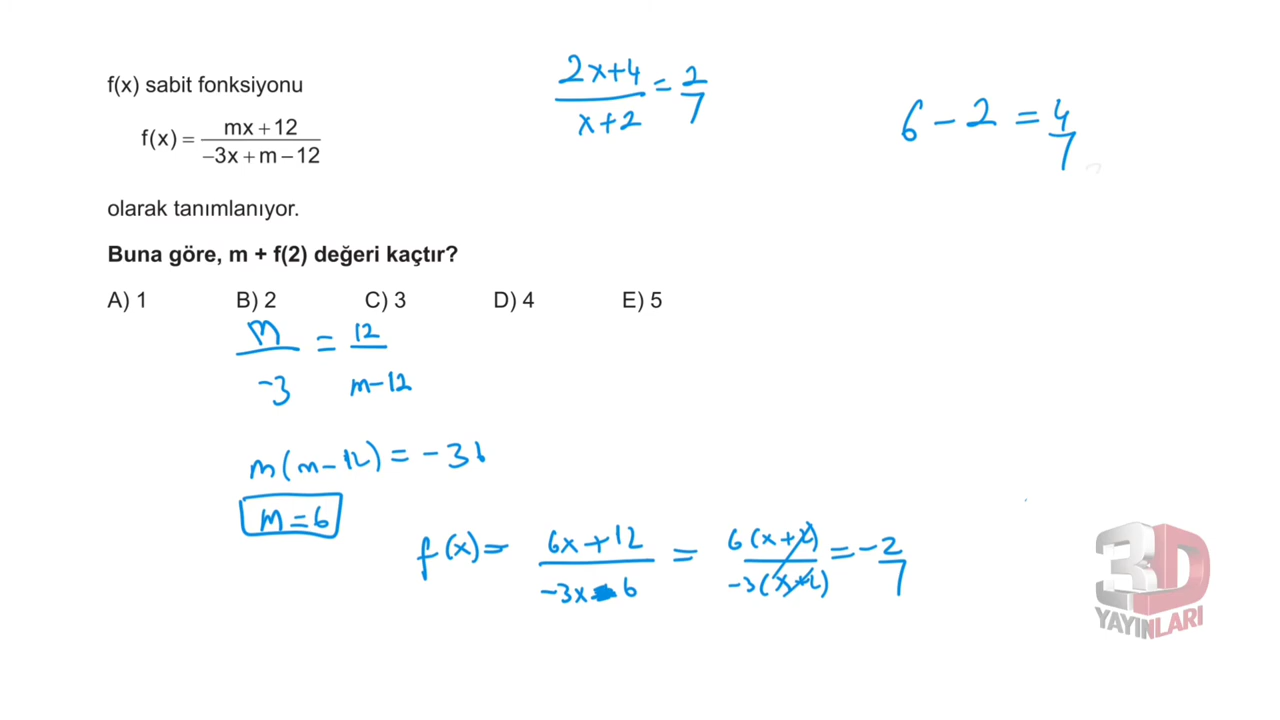 f(x) sabit fonksiyonu
f(x) = mx + 12 / -3x + m - 12
olarak tanımlanıyor.
Buna göre, m + f(2) değeri kaçtır?
A) 1 B) 2 C) 3 D) 4 E) 5
2x+4 / x+2 = 2 / 7
6 - 2 = 4 / 7
m / -3 = 12 / m-12
m(m-12) = -36
m = 6
f(x) = 6x+12 / -3x-6 = 6(x+2) / -3(x+2) = -2 / 7
3D
YAYINLARI